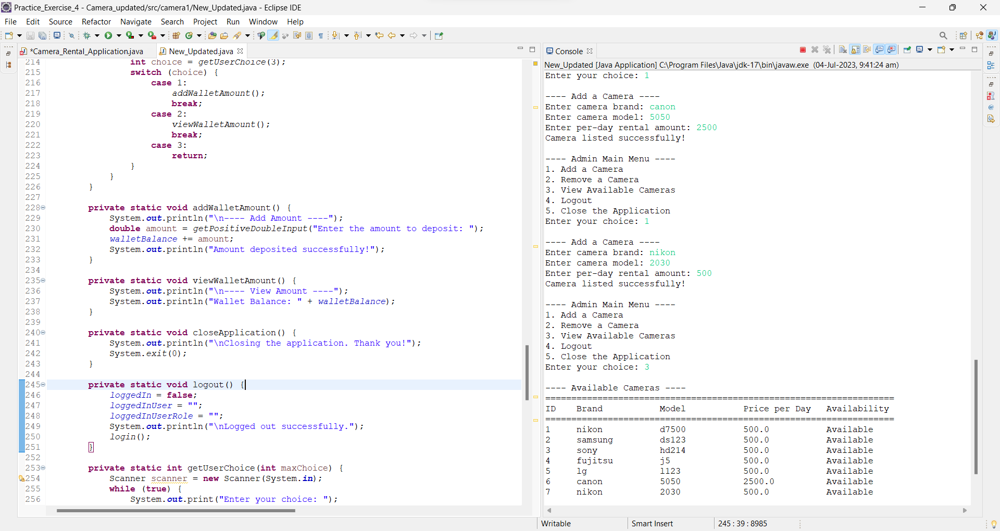 Practice_Exercise_4 - Camera_updated/src/camera1/New_Updated.java - Eclipse IDE
File Edit Source Refactor Navigate Search Project Run Window Help
*Camera_Rental_Application.java New_Updated.java
214 int choice = getUserChoice(3);
215 switch (choice) {
216 case 1:
217 addWalletAmount();
218 break;
219 case 2:
220 viewWalletAmount();
221 break;
222 case 3:
223 return;
224 }
225 }
226 }
227
228 private static void addWalletAmount() {
229 System.out.println("\n---- Add Amount ----");
230 double amount = getPositiveDoubleInput("Enter the amount to deposit: ");
231 walletBalance += amount;
232 System.out.println("Amount deposited successfully!");
233 }
234
235 private static void viewWalletAmount() {
236 System.out.println("\n---- View Amount ----");
237 System.out.println("Wallet Balance: " + walletBalance);
238 }
239
240 private static void closeApplication() {
241 System.out.println("\nClosing the application. Thank you!");
242 System.exit(0);
243 }
244
245 private static void logout() {
246 loggedIn = false;
247 loggedInUser = "";
248 loggedInUserRole = "";
249 System.out.println("\nLogged out successfully.");
250 login();
251 }
252
253 private static int getUserChoice(int maxChoice) {
254 Scanner scanner = new Scanner(System.in);
255 while (true) {
256 System.out.print("Enter your choice: ");
Console
New_Updated [Java Application] C:\Program Files\Java\jdk-17\bin\javaw.exe (04-Jul-2023, 9:41:24 am)
Enter your choice: 1
---- Add a Camera ----
Enter camera brand: canon
Enter camera model: 5050
Enter per-day rental amount: 2500
Camera listed successfully!
---- Admin Main Menu ----
1. Add a Camera
2. Remove a Camera
3. View Available Cameras
4. Logout
5. Close the Application
Enter your choice: 1
---- Add a Camera ----
Enter camera brand: nikon
Enter camera model: 2030
Enter per-day rental amount: 500
Camera listed successfully!
---- Admin Main Menu ----
1. Add a Camera
2. Remove a Camera
3. View Available Cameras
4. Logout
5. Close the Application
Enter your choice: 3
---- Available Cameras ----
===================================================================
ID Brand Model Price per Day Availability
===================================================================
1 nikon d7500 500.0 Available
2 samsung ds123 500.0 Available
3 sony hd214 500.0 Available
4 fujitsu j5 500.0 Available
5 lg l123 500.0 Available
6 canon 5050 2500.0 Available
7 nikon 2030 500.0 Available
Writable Smart Insert 245 : 39 : 8985